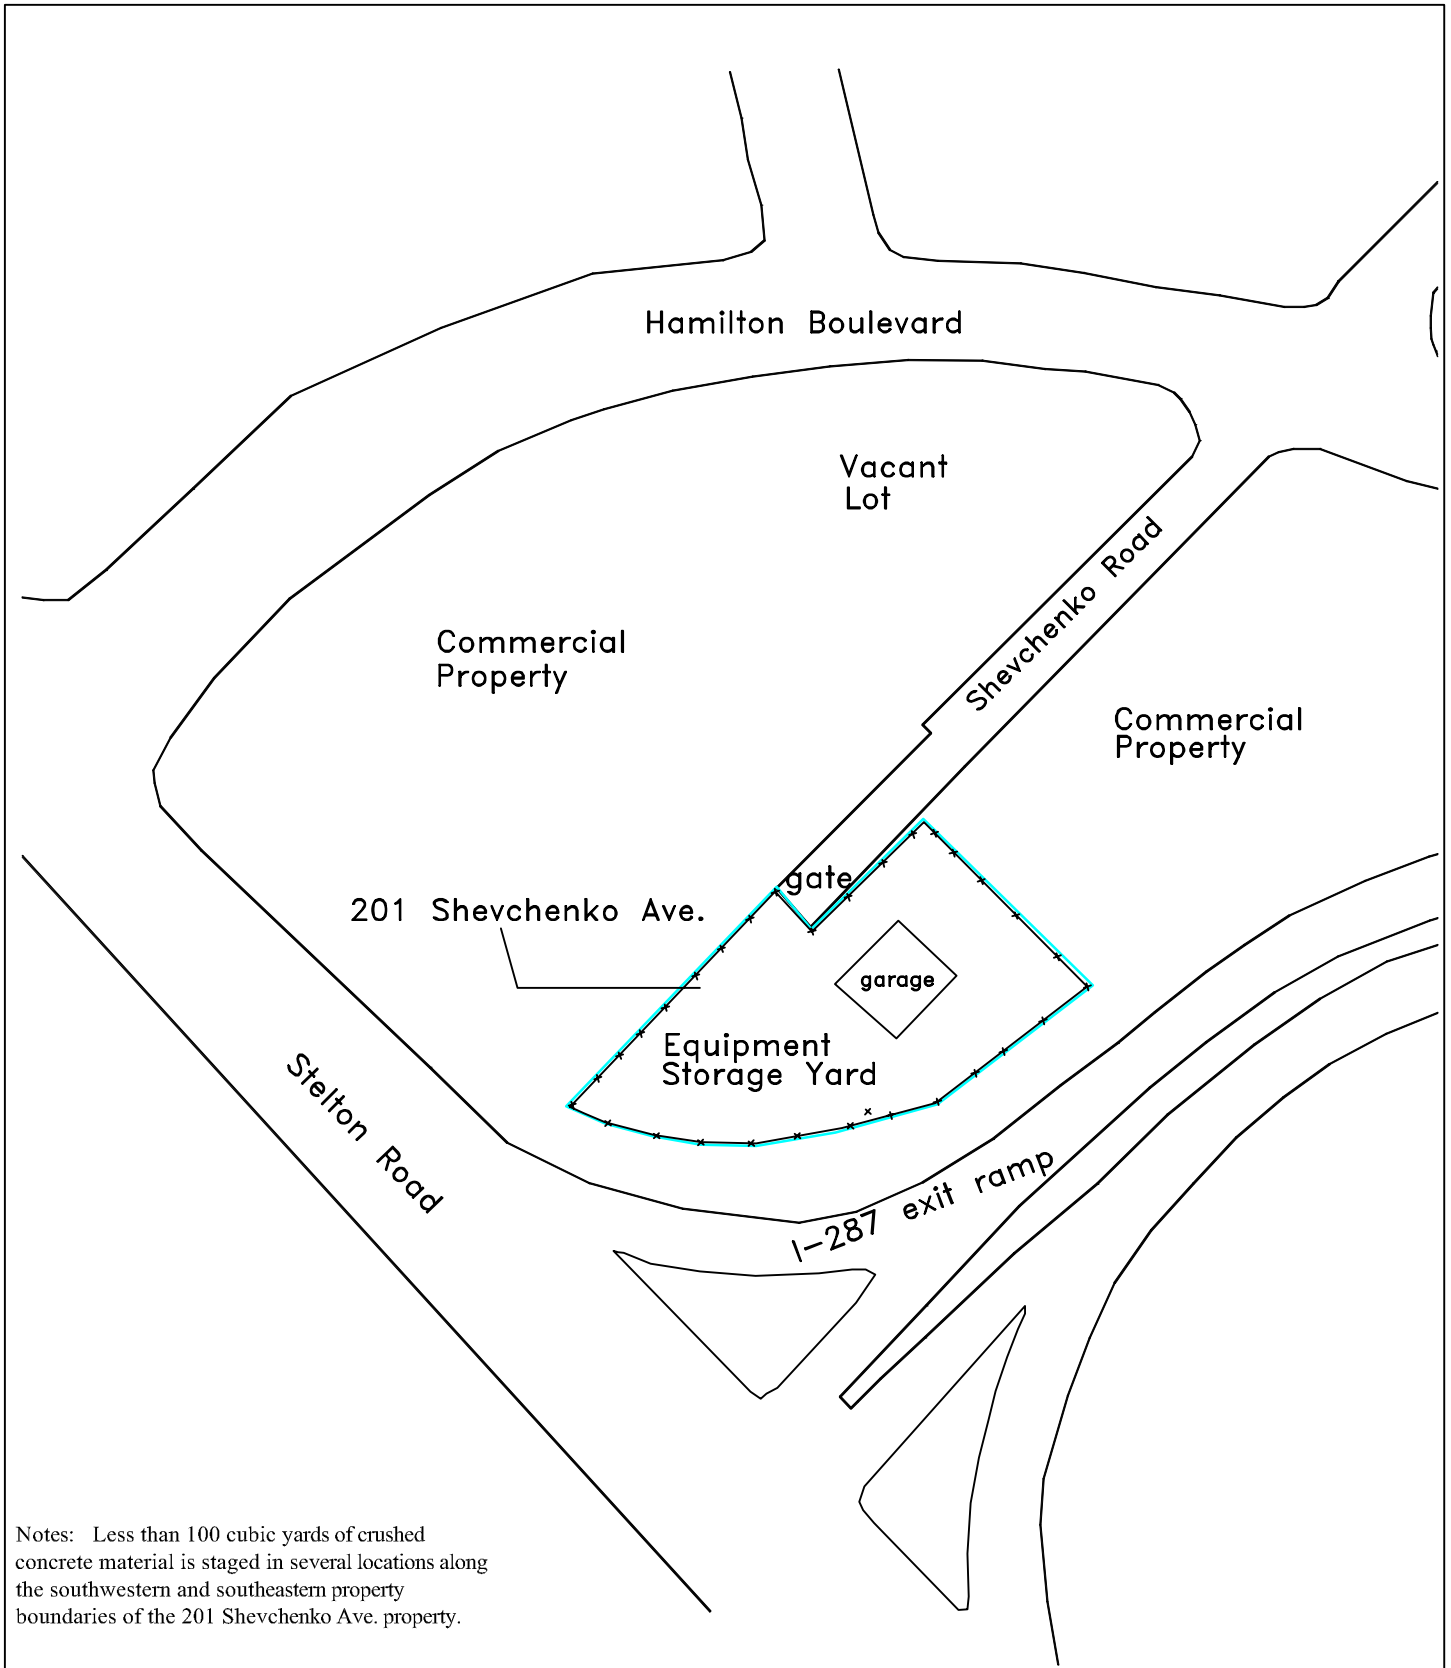 Hamilton Boulevard
Vacant
Lot
Shevchenko Road
Commercial
Property
Commercial
Property
gate
201 Shevchenko Ave.
garage
Equipment
Storage Yard
Stelton Road
I-287 exit ramp
Notes: Less than 100 cubic yards of crushed
concrete material is staged in several locations along
the southwestern and southeastern property
boundaries of the 201 Shevchenko Ave. property.